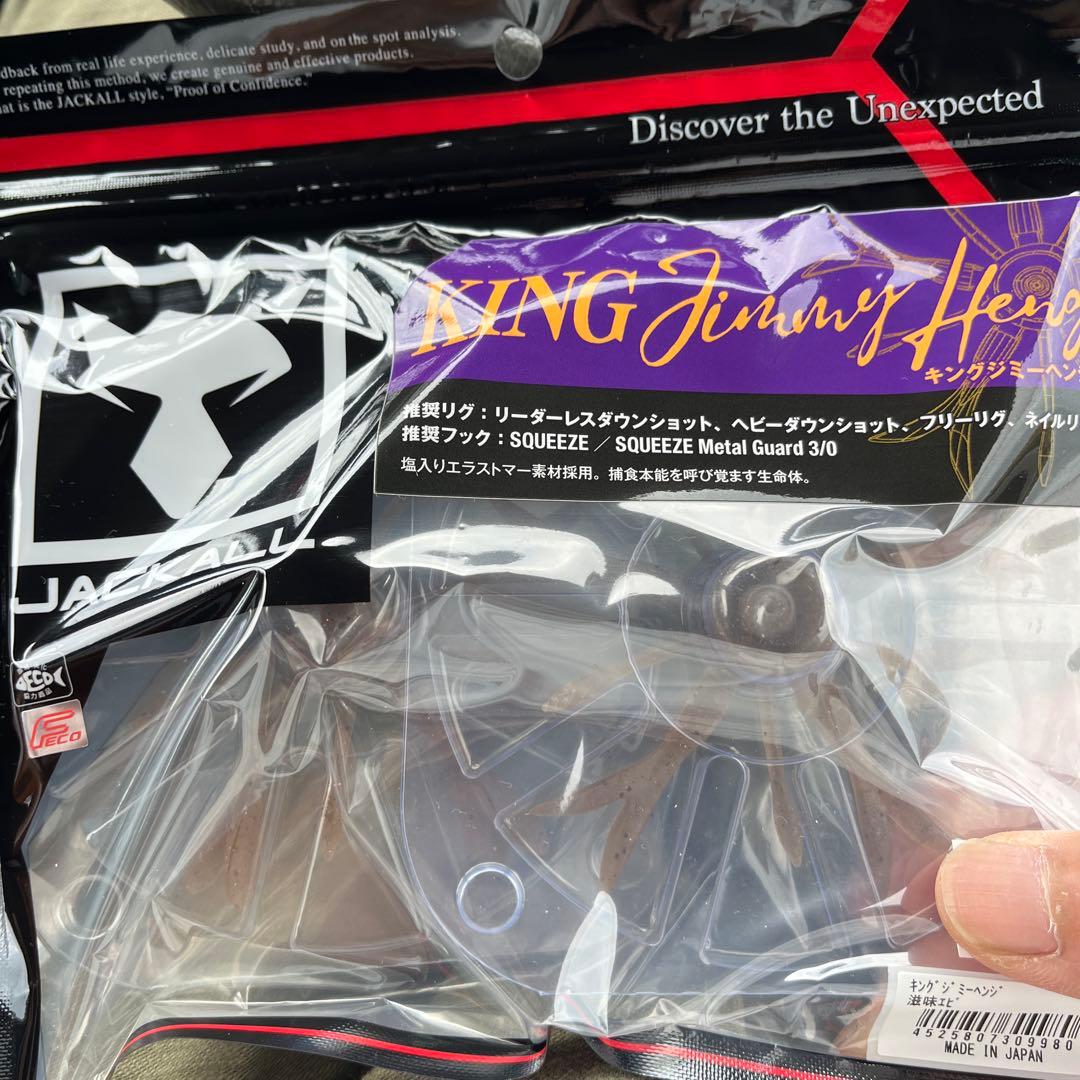 dback from real life experience, delicate study, and on the spot analysis.
repeating this method, we create genuine and effective products.
hat is the JACKALL style, "Proof of Confidence."
Discover the Unexpected
KING Jimmy Heng
キングジミーヘンジ
推奨リグ：リーダーレスダウンショット、ヘビーダウンショット、フリーリグ、ネイルリ
推奨フック：SQUEEZE／SQUEEZE Metal Guard 3/0
塩入りエラストマー素材採用。捕食本能を呼び覚ます生命体。
JACKALL
ECO
協力商品
FECO
ｷﾝｸﾞｼﾞﾐｰﾍﾝｼﾞ
滋味ｴﾋﾞ
4525807309980
MADE IN JAPAN